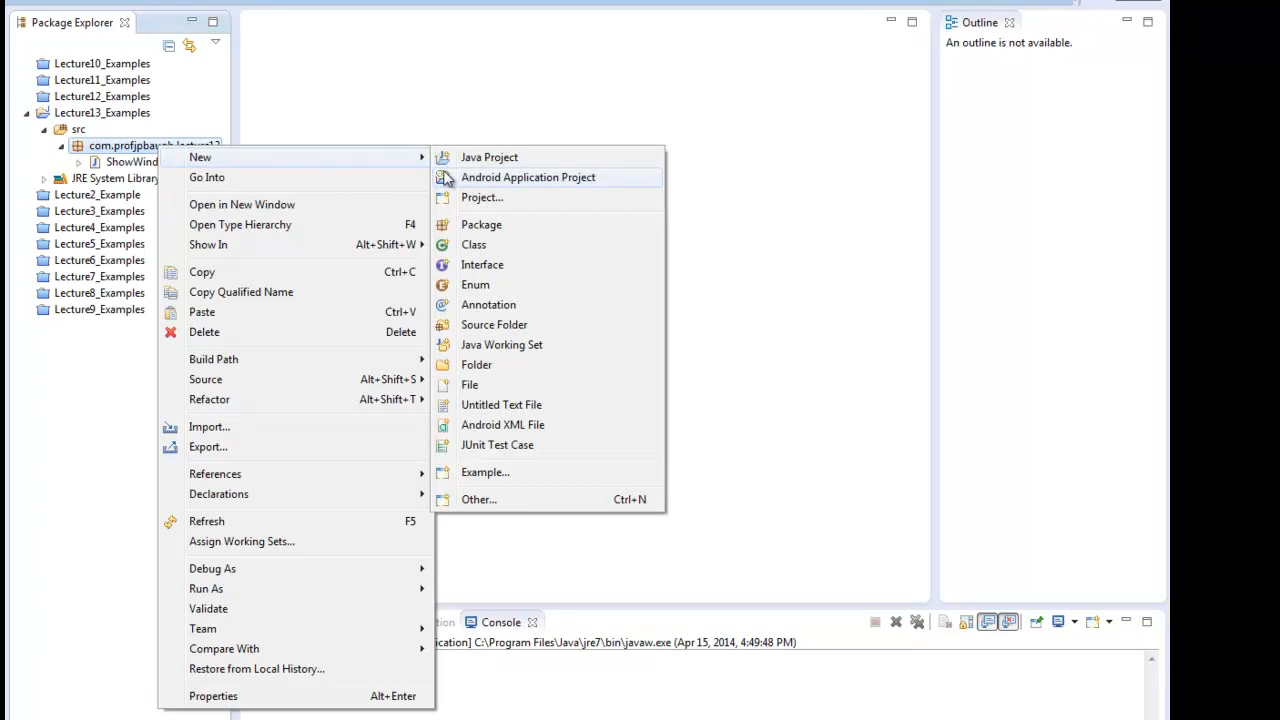 Package Explorer
Outline
An outline is not available.
Lecture10_Examples
Lecture11_Examples
Lecture12_Examples
Lecture13_Examples
src
com.profjpbaugh.lecture13
ShowWind
JRE System Library
Lecture2_Example
Lecture3_Examples
Lecture4_Examples
Lecture5_Examples
Lecture6_Examples
Lecture7_Examples
Lecture8_Examples
Lecture9_Examples
New
Go Into
Open in New Window
Open Type Hierarchy F4
Show In Alt+Shift+W
Copy Ctrl+C
Copy Qualified Name
Paste Ctrl+V
Delete Delete
Build Path
Source Alt+Shift+S
Refactor Alt+Shift+T
Import...
Export...
References
Declarations
Refresh F5
Assign Working Sets...
Debug As
Run As
Validate
Team
Compare With
Restore from Local History...
Properties Alt+Enter
Java Project
Android Application Project
Project...
Package
Class
Interface
Enum
Annotation
Source Folder
Java Working Set
Folder
File
Untitled Text File
Android XML File
JUnit Test Case
Example...
Other... Ctrl+N
tion Console
ication] C:\Program Files\Java\jre7\bin\javaw.exe (Apr 15, 2014, 4:49:48 PM)